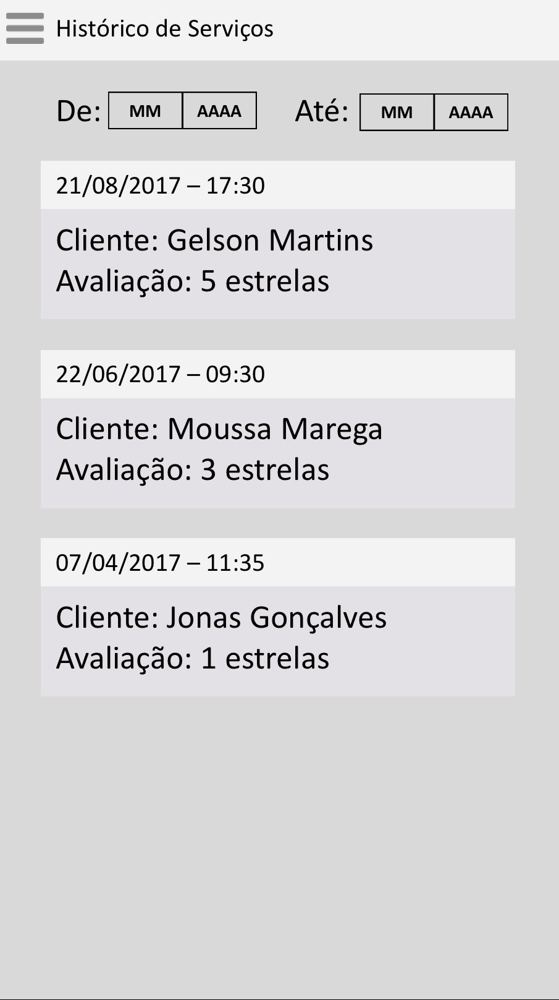 Histórico de Serviços
De: MM AAAA Até: MM AAAA
21/08/2017 – 17:30
Cliente: Gelson Martins
Avaliação: 5 estrelas
22/06/2017 – 09:30
Cliente: Moussa Marega
Avaliação: 3 estrelas
07/04/2017 – 11:35
Cliente: Jonas Gonçalves
Avaliação: 1 estrelas